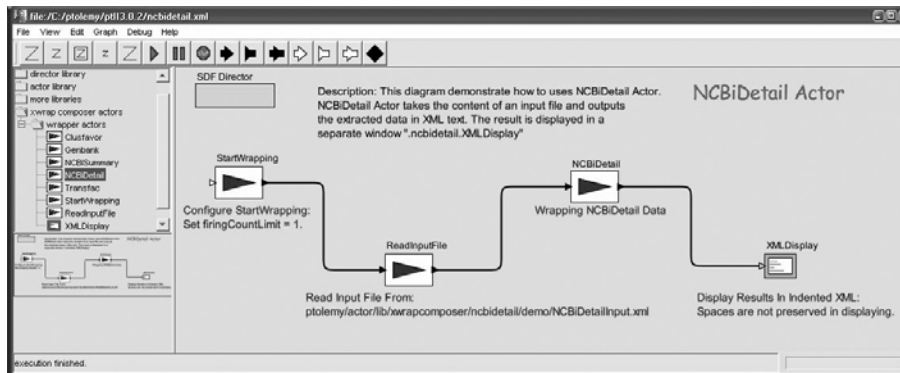 file:/C:/ptolemy/ptII3.0.2/ncbidetail.xml
File View Edit Graph Debug Help
director library
actor library
more libraries
xwrap composer actors
wrapper actors
Clusfavor
Genbank
NCBISummary
NCBiDetail
Transfac
StartWrapping
ReadInputFile
XMLDisplay
SDF Director
Description: This diagram demonstrate how to uses NCBiDetail Actor.
NCBiDetail Actor takes the content of an input file and outputs
the extracted data in XML text. The result is displayed in a
separate window ".ncbidetail.XMLDisplay"
NCBiDetail Actor
StartWrapping
Configure StartWrapping:
Set firingCountLimit = 1.
NCBiDetail
Wrapping NCBiDetail Data
ReadInputFile
Read Input File From:
ptolemy/actor/lib/xwrapcomposer/ncbidetail/demo/NCBiDetailInput.xml
XMLDisplay
Display Results In Indented XML:
Spaces are not preserved in displaying.
NCBiDetail Actor
execution finished.